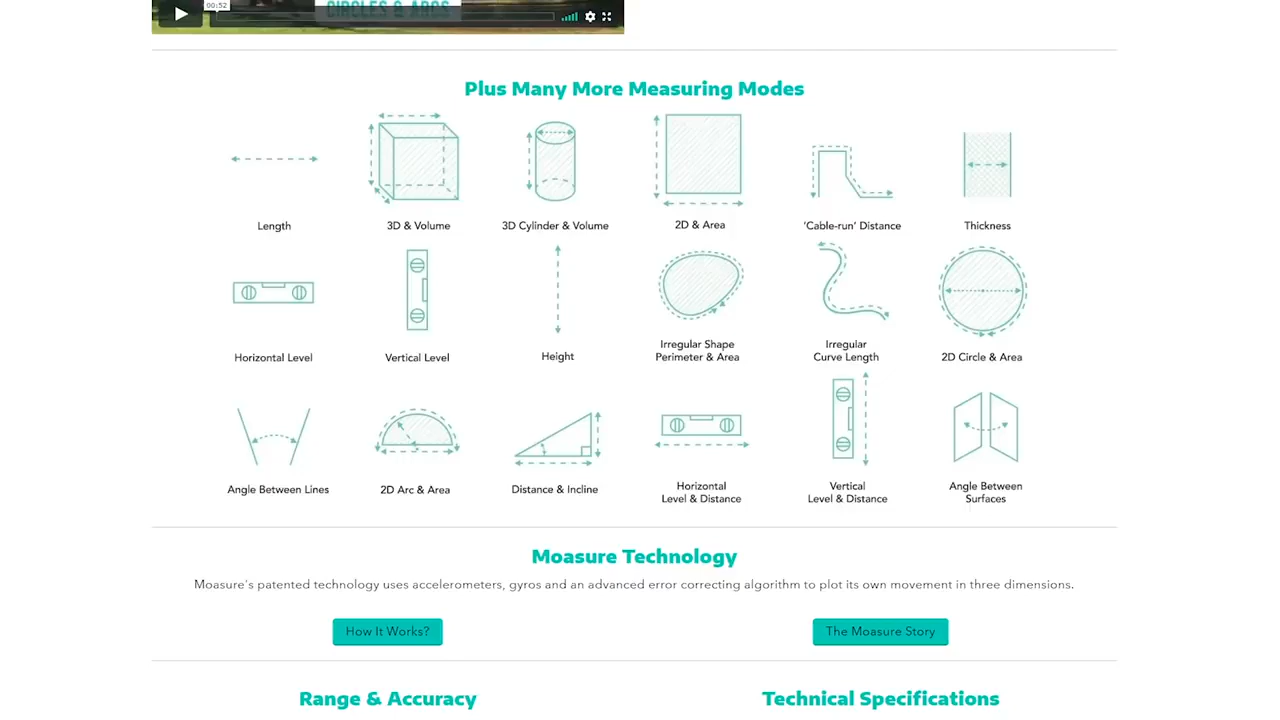 CIRCLES & ARCS
00:52
Plus Many More Measuring Modes
Length
3D & Volume
3D Cylinder & Volume
2D & Area
'Cable-run' Distance
Thickness
Horizontal Level
Vertical Level
Height
Irregular Shape
Perimeter & Area
Irregular
Curve Length
2D Circle & Area
Angle Between Lines
2D Arc & Area
Distance & Incline
Horizontal
Level & Distance
Vertical
Level & Distance
Angle Between
Surfaces
Moasure Technology
Moasure's patented technology uses accelerometers, gyros and an advanced error correcting algorithm to plot its own movement in three dimensions.
How It Works?
The Moasure Story
Range & Accuracy
Technical Specifications